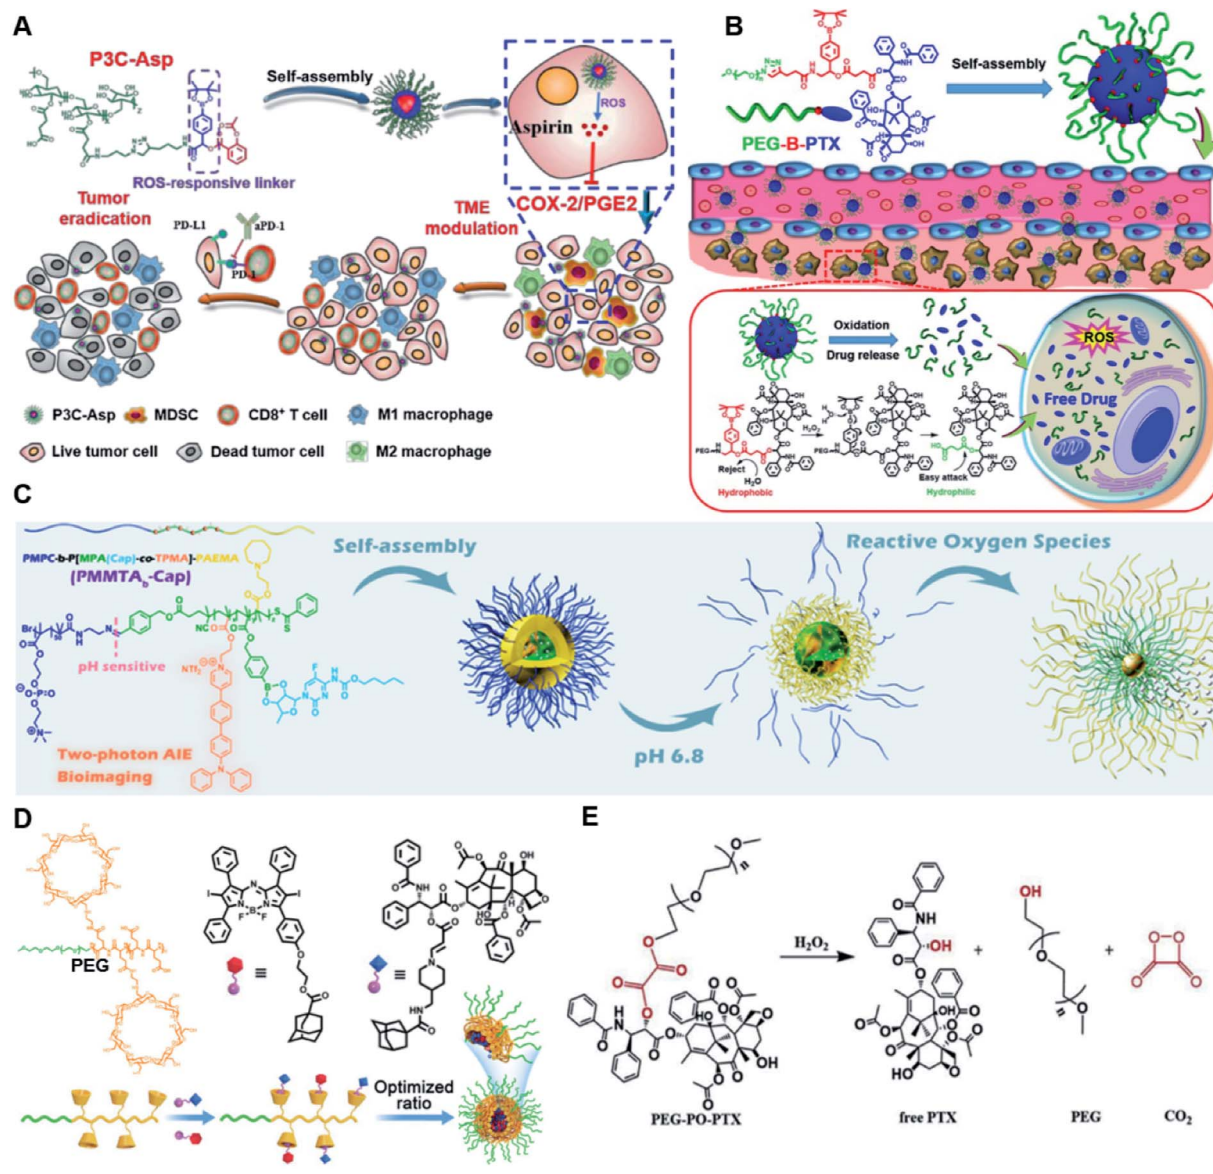 A
P3C-Asp
Self-assembly
ROS
Aspirin
ROS-responsive linker
Tumor
eradication
PD-L1
aPD-1
PD-1
TME
modulation
COX-2/PGE2
P3C-Asp
MDSC
CD8⁺ T cell
M1 macrophage
Live tumor cell
Dead tumor cell
M2 macrophage
B
Self-assembly
PEG-B-PTX
Oxidation
Drug release
ROS
Free Drug
H₂O₂
PEG
PEG
Reject
H₂O
Easy attack
Hydrophobic
Hydrophilic
C
PMPC-b-P[MPA(Cap)-co-TPMA]-PAEMA
(PMMTAb-Cap)
Self-assembly
Reactive Oxygen Species
pH sensitive
pH 6.8
NTf₂
Two-photon AIE
Bioimaging
D
PEG
Optimized
ratio
E
H₂O₂
PEG-PO-PTX
free PTX
PEG
CO₂